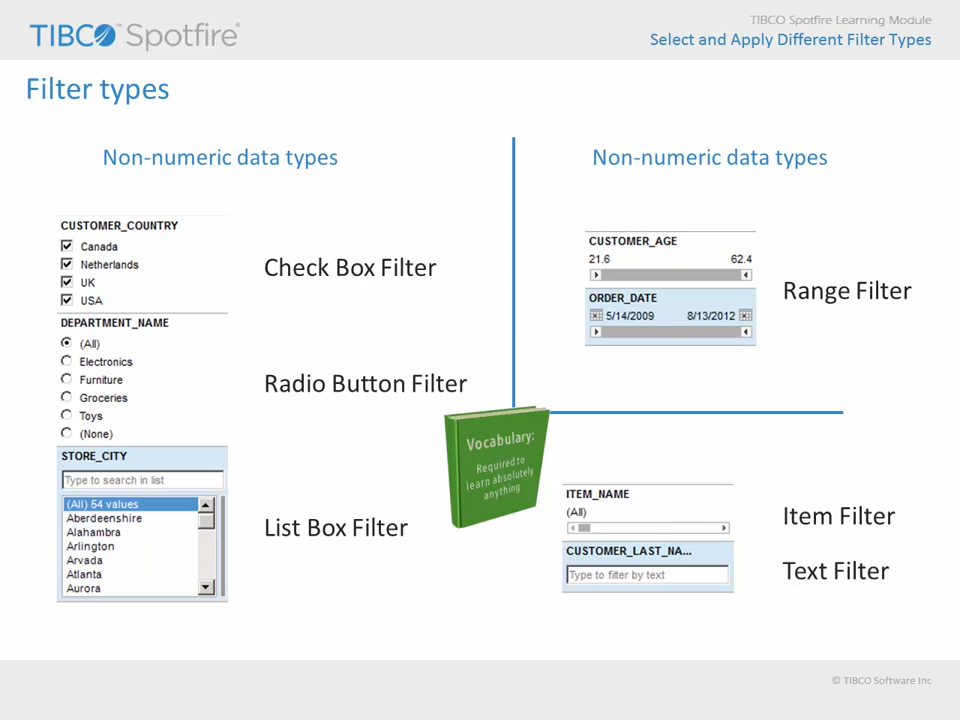 TIBCO™ Spotfire®
TIBCO Spotfire Learning Module
Select and Apply Different Filter Types
Filter types
Non-numeric data types
CUSTOMER_COUNTRY
Canada
Netherlands
UK
USA
Check Box Filter
DEPARTMENT_NAME
(All)
Electronics
Furniture
Groceries
Toys
(None)
Radio Button Filter
STORE_CITY
Type to search in list
(All) 54 values
Aberdeenshire
Alahambra
Arlington
Arvada
Atlanta
Aurora
List Box Filter
Non-numeric data types
CUSTOMER_AGE
21.6 62.4
ORDER_DATE
5/14/2009 8/13/2012
Range Filter
Vocabulary:
Required to
learn absolutely
anything
ITEM_NAME
(All)
Item Filter
CUSTOMER_LAST_NA...
Type to filter by text
Text Filter
© TIBCO Software Inc